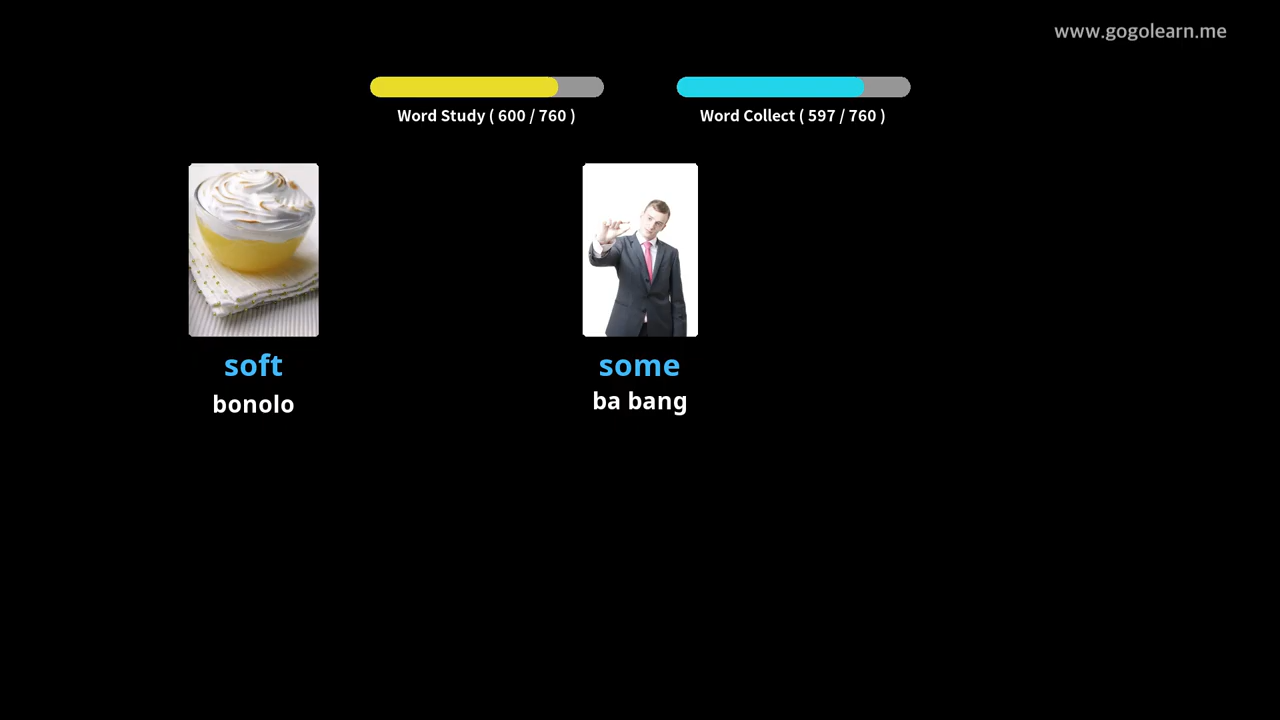 www.gogolearn.me
Word Study ( 600 / 760 )
Word Collect ( 597 / 760 )
soft
bonolo
some
ba bang